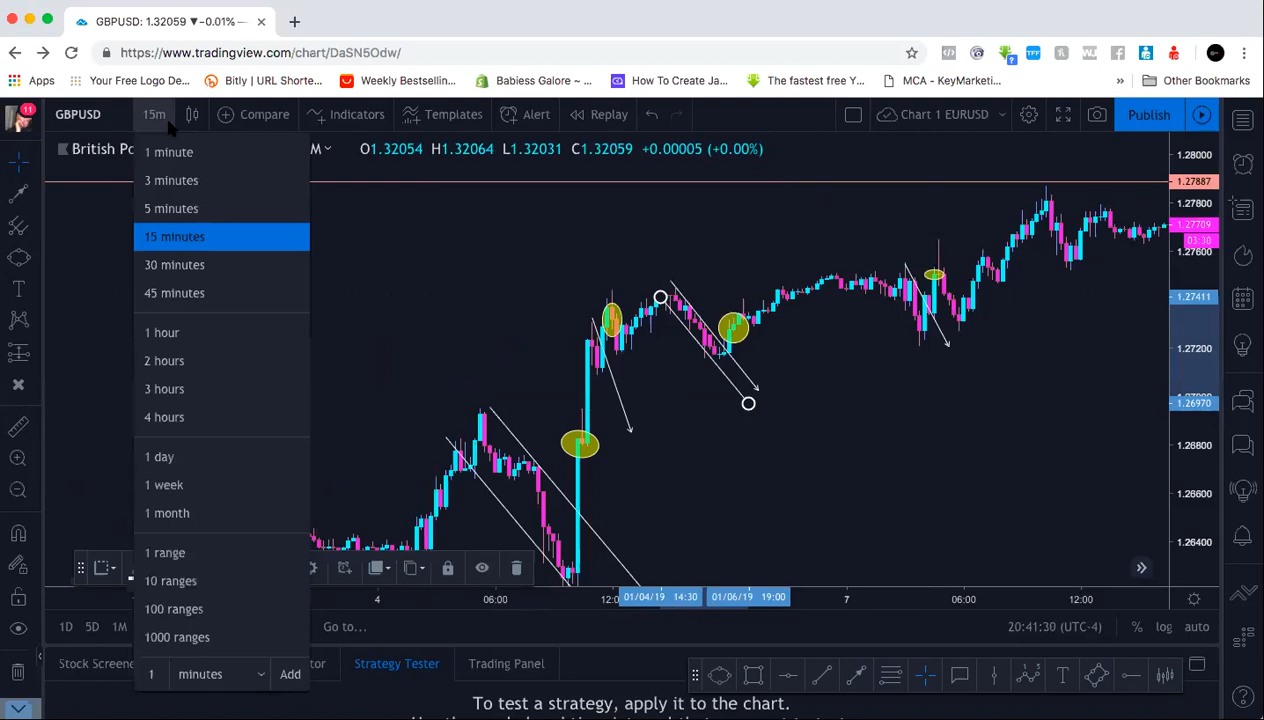 GBPUSD: 1.32059 ▼-0.01% —
https://www.tradingview.com/chart/DaSN5Odw/
Apps
Your Free Logo De...
Bitly | URL Shorte...
Weekly Bestsellin...
Babiess Galore ~ ...
How To Create Ja...
The fastest free Y...
MCA - KeyMarketi...
»
Other Bookmarks
11
GBPUSD
15m
Compare
Indicators
Templates
Alert
Replay
Chart 1 EURUSD
Publish
British Po
M
O1.32054 H1.32064 L1.32031 C1.32059 +0.00005 (+0.00%)
1 minute
3 minutes
5 minutes
15 minutes
30 minutes
45 minutes
1 hour
2 hours
3 hours
4 hours
1 day
1 week
1 month
1 range
10 ranges
100 ranges
1000 ranges
1 minutes Add
1.28000
1.27887
1.27800
1.27709
03:30
1.27600
1.27411
1.27200
1.26970
1.26800
1.26600
1.26400
4 06:00 12:0 01/04/19 14:30 01/06/19 19:00 7 06:00 12:00
1D 5D 1M Go to... 20:41:30 (UTC-4) % log auto
Stock Screene
tor
Strategy Tester
Trading Panel
To test a strategy, apply it to the chart.